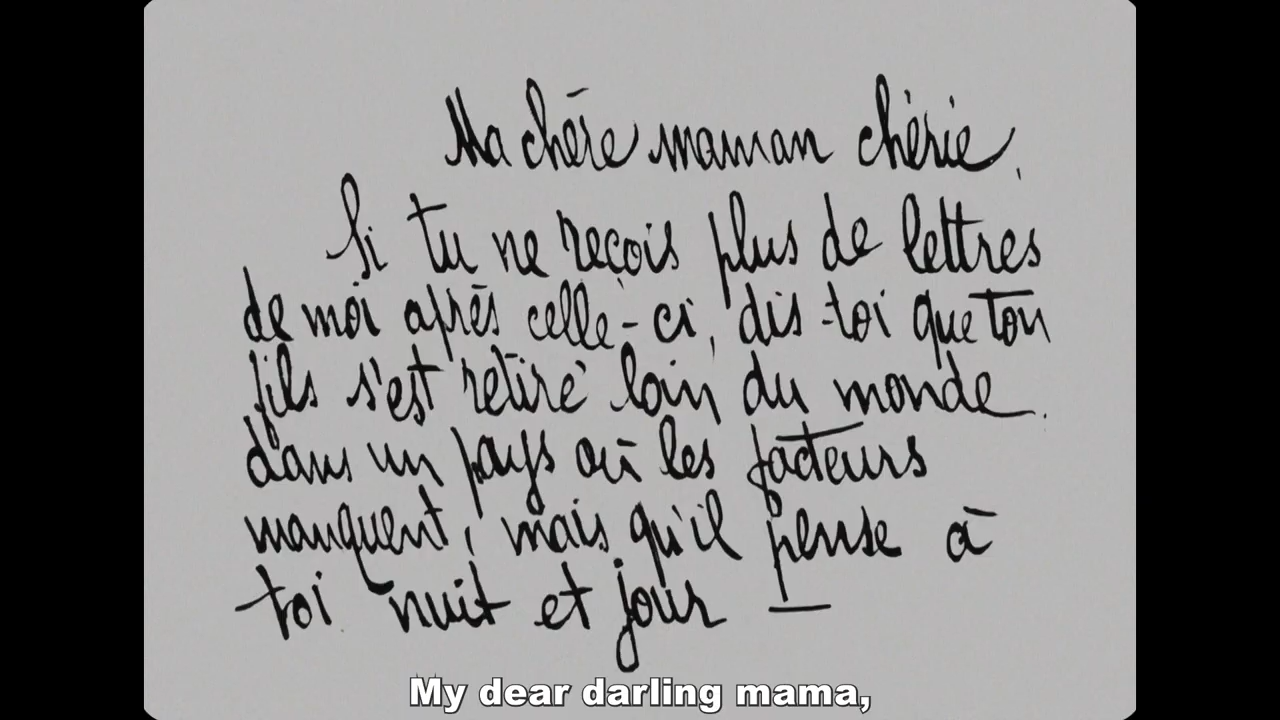 Ma chère maman chérie,
Si tu ne reçois plus de lettres
de moi après celle-ci, dis-toi que ton
fils s'est retiré loin du monde
dans un pays où les facteurs
manquent, mais qu'il pense à
toi nuit et jour —
My dear darling mama,